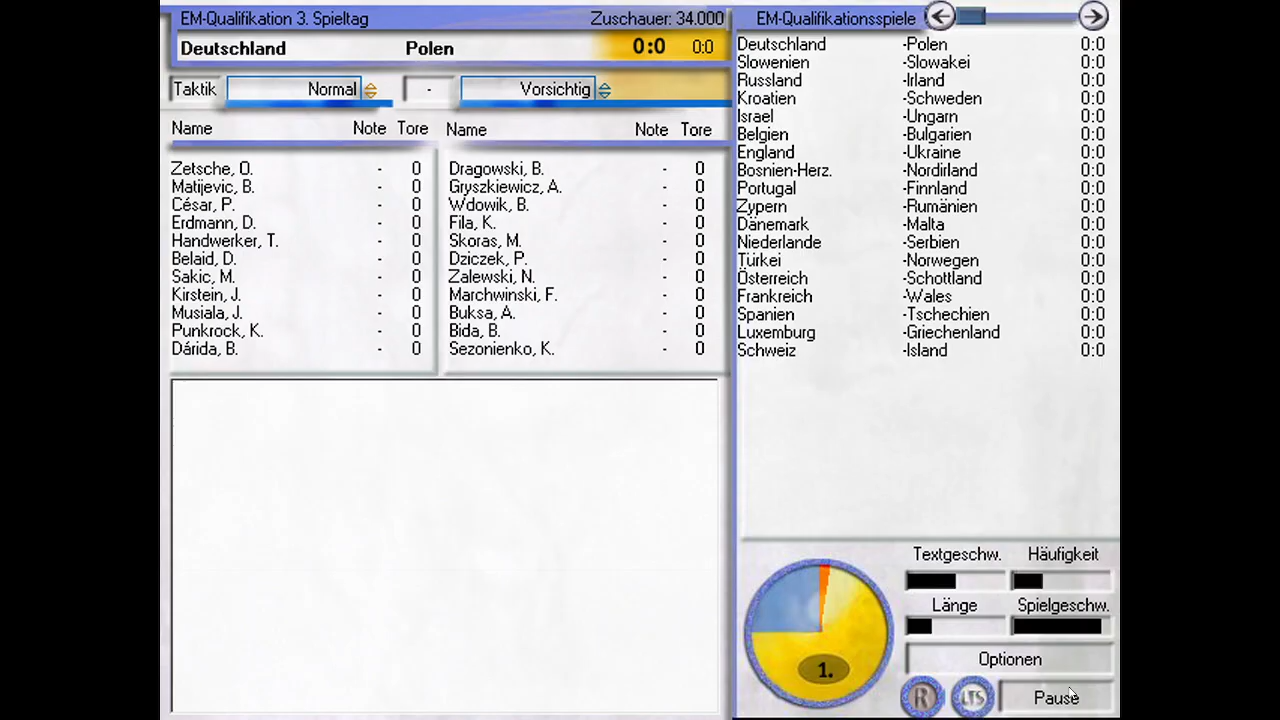 EM-Qualifikation 3. Spieltag Zuschauer: 34.000
Deutschland Polen 0:0 0:0
Taktik Normal - Vorsichtig
Name Note Tore Name Note Tore
Zetsche, O. - 0 Dragowski, B. - 0
Matijevic, B. - 0 Gryszkiewicz, A. - 0
César, P. - 0 Wdowik, B. - 0
Erdmann, D. - 0 Fila, K. - 0
Handwerker, T. - 0 Skoras, M. - 0
Belaid, D. - 0 Dziczek, P. - 0
Sakic, M. - 0 Zalewski, N. - 0
Kirstein, J. - 0 Marchwinski, F. - 0
Musiala, J. - 0 Buksa, A. - 0
Punkrock, K. - 0 Bida, B. - 0
Dárida, B. - 0 Sezonienko, K. - 0
EM-Qualifikationsspiele
Deutschland -Polen 0:0
Slowenien -Slowakei 0:0
Russland -Irland 0:0
Kroatien -Schweden 0:0
Israel -Ungarn 0:0
Belgien -Bulgarien 0:0
England -Ukraine 0:0
Bosnien-Herz. -Nordirland 0:0
Portugal -Finnland 0:0
Zypern -Rumänien 0:0
Dänemark -Malta 0:0
Niederlande -Serbien 0:0
Türkei -Norwegen 0:0
Österreich -Schottland 0:0
Frankreich -Wales 0:0
Spanien -Tschechien 0:0
Luxemburg -Griechenland 0:0
Schweiz -Island 0:0
Textgeschw. Häufigkeit
Länge Spielgeschw.
1.
Optionen
R LTS Pause